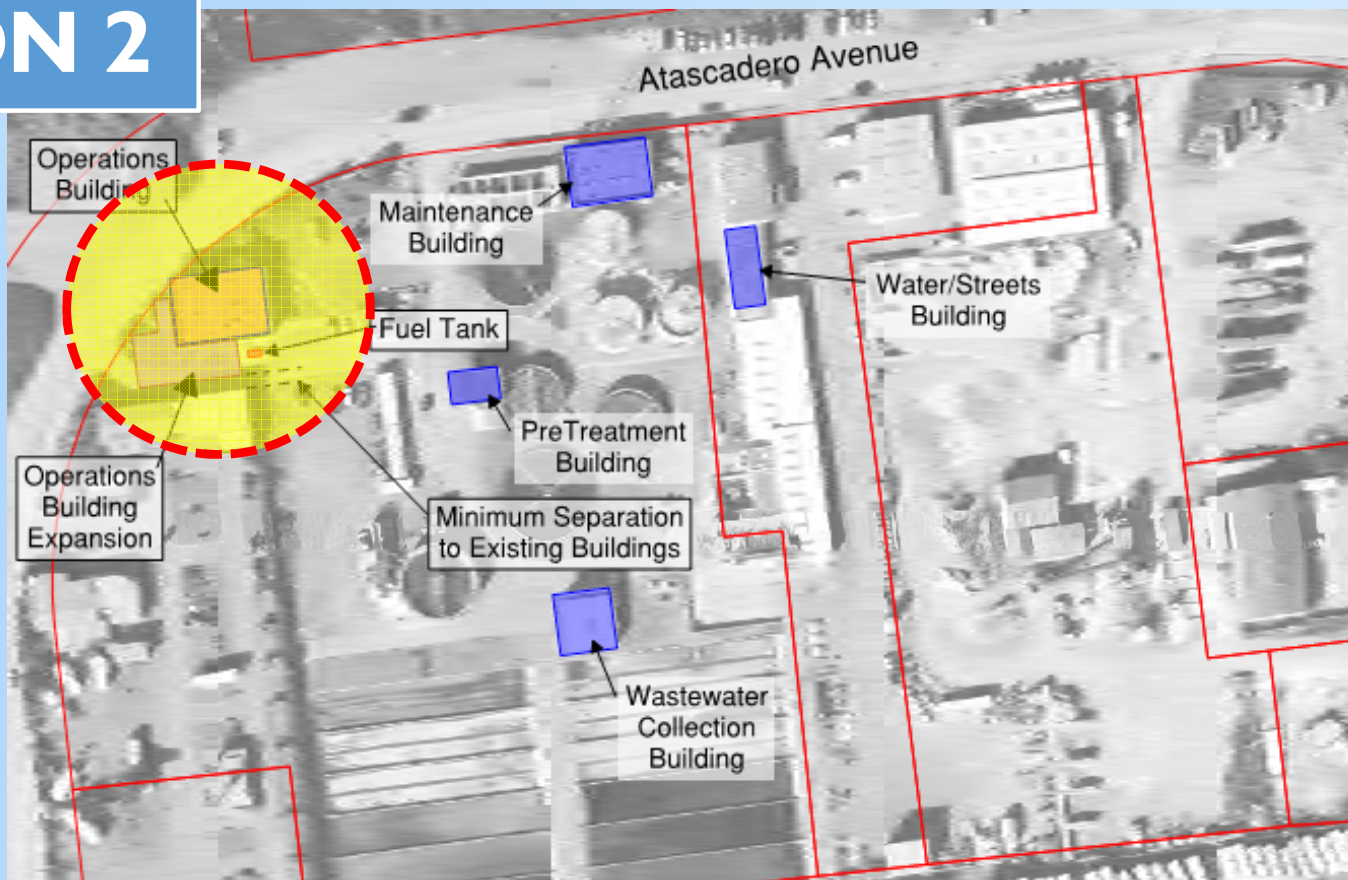 ON 2
Atascadero Avenue
Operations
Building
Maintenance
Building
Water/Streets
Building
Fuel Tank
PreTreatment
Building
Operations
Building
Expansion
Minimum Separation
to Existing Buildings
Wastewater
Collection
Building